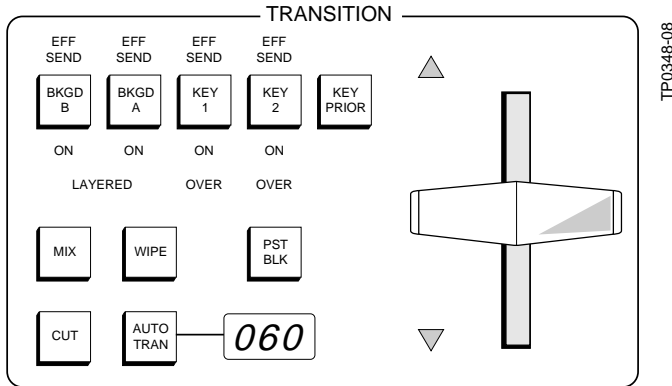 TRANSITION
EFF SEND
EFF SEND
EFF SEND
EFF SEND
BKGD B
BKGD A
KEY 1
KEY 2
KEY PRIOR
ON
ON
ON
ON
LAYERED
OVER
OVER
MIX
WIPE
PST BLK
CUT
AUTO TRAN
060
TP0348-08